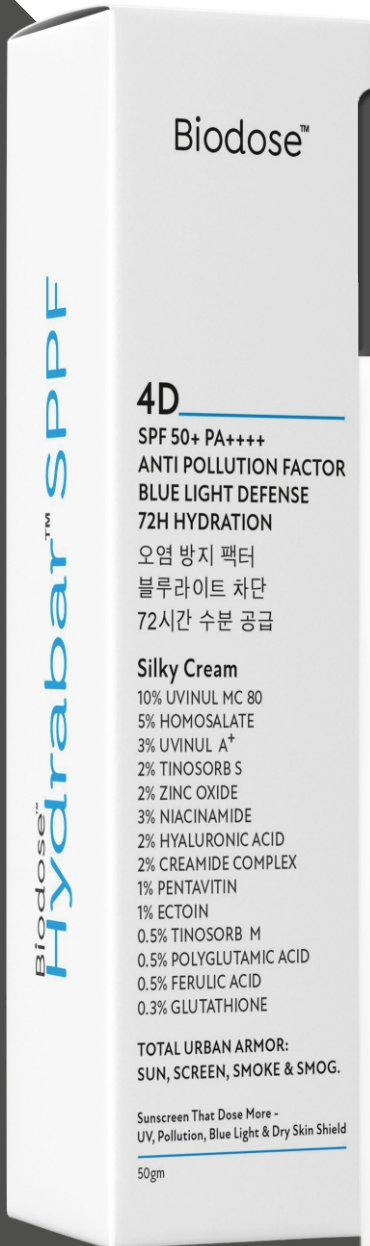 Biodose™
4D
SPF 50+ PA++++
ANTI POLLUTION FACTOR
BLUE LIGHT DEFENSE
72H HYDRATION
오염 방지 팩터
블루라이트 차단
72시간 수분 공급
Silky Cream
10% UVINUL MC 80
5% HOMOSALATE
3% UVINUL A⁺
2% TINOSORB S
2% ZINC OXIDE
3% NIACINAMIDE
2% HYALURONIC ACID
2% CREAMIDE COMPLEX
1% PENTAVITIN
1% ECTOIN
0.5% TINOSORB M
0.5% POLYGLUTAMIC ACID
0.5% FERULIC ACID
0.3% GLUTATHIONE
TOTAL URBAN ARMOR:
SUN, SCREEN, SMOKE & SMOG.
Sunscreen That Dose More -
UV, Pollution, Blue Light & Dry Skin Shield
50gm
Biodose™
Hydrabar™ SPPF